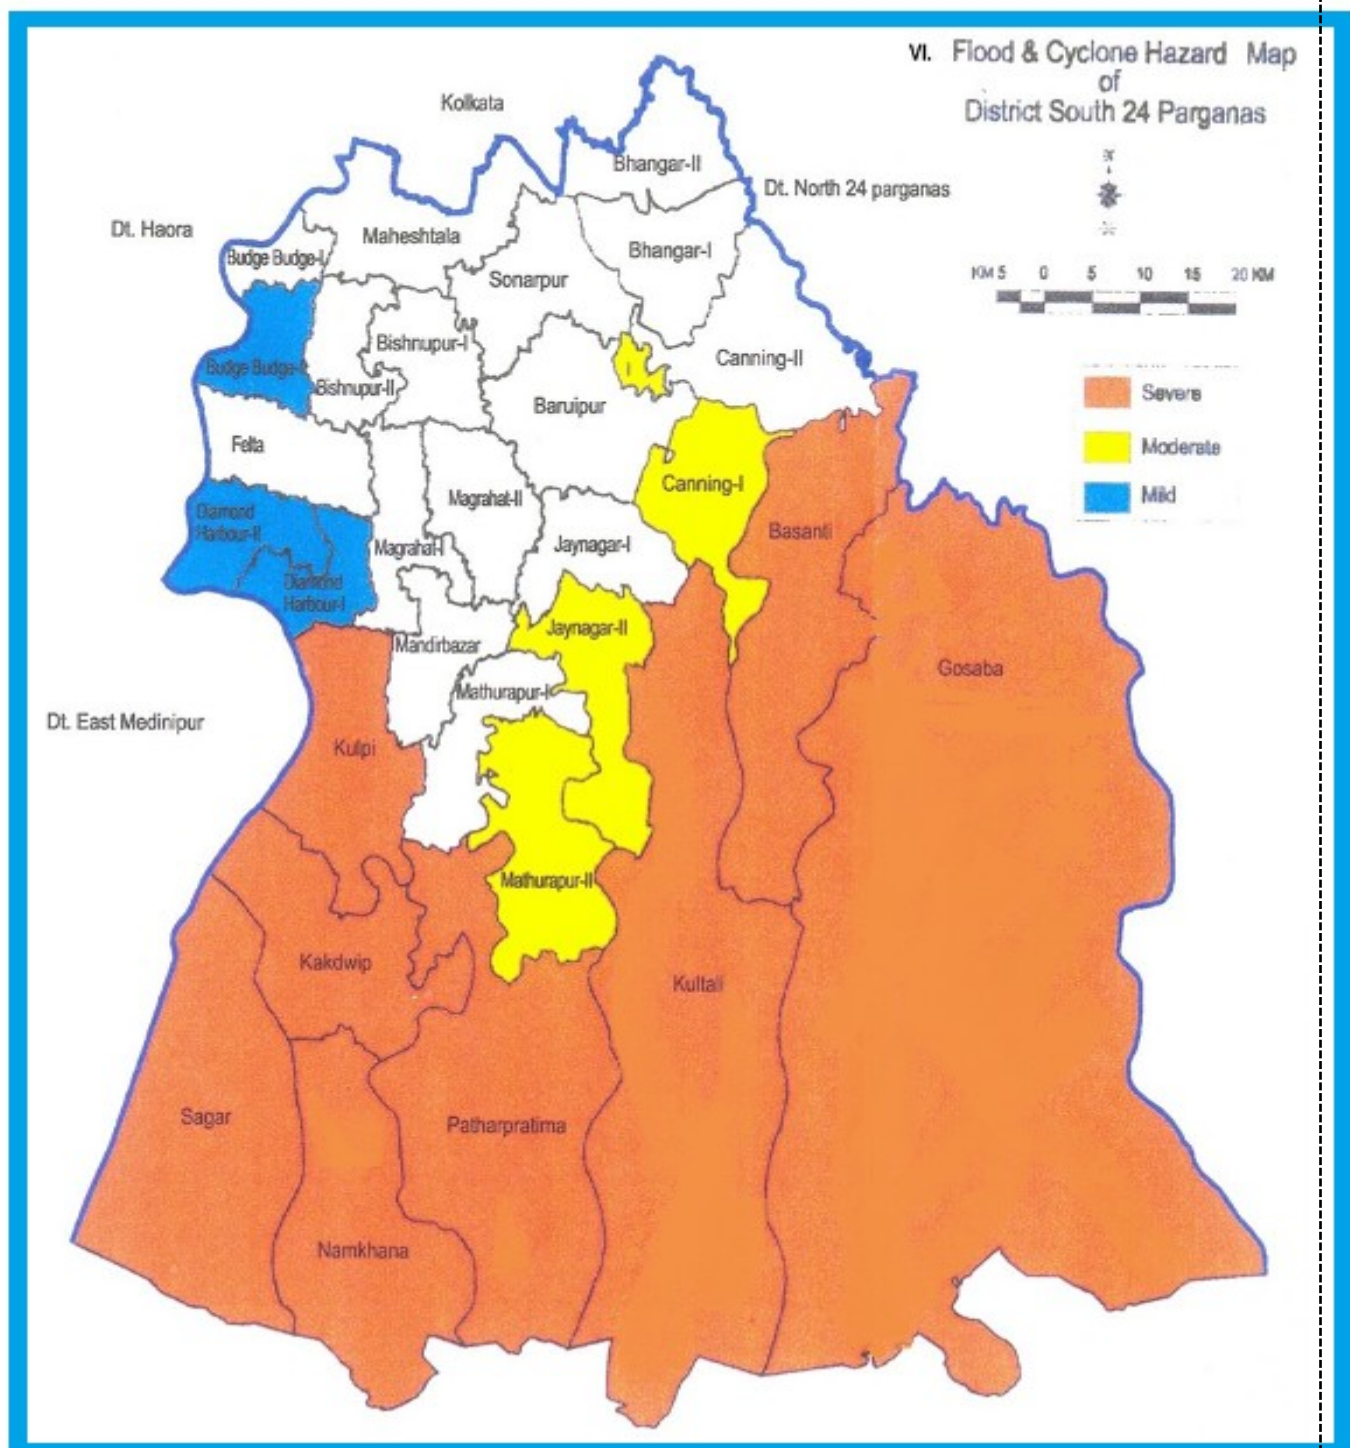 VI. Flood & Cyclone Hazard Map
of
District South 24 Parganas
Kolkata
Bhangar-II
Dt. North 24 parganas
Dt. Haora
Maheshtala
Bhangar-I
Budge Budge-I
Sonarpur
KM 5 0 5 10 15 20 KM
Bishnupur-I
Canning-II
Budge Budge-II
I
Bishnupur-II
Baruipur
Severe
Felta
Moderate
Canning-I
Mild
Magrahat-II
Diamond
Harbour-II
Basanti
Magrahat-I
Jaynagar-I
Diamond
Harbour-I
Jaynagar-II
Mandirbazar
Gosaba
Mathurapur-I
Dt. East Medinipur
Kulpi
Mathurapur-II
Kakdwip
Kultali
Sagar
Patharpratima
Namkhana